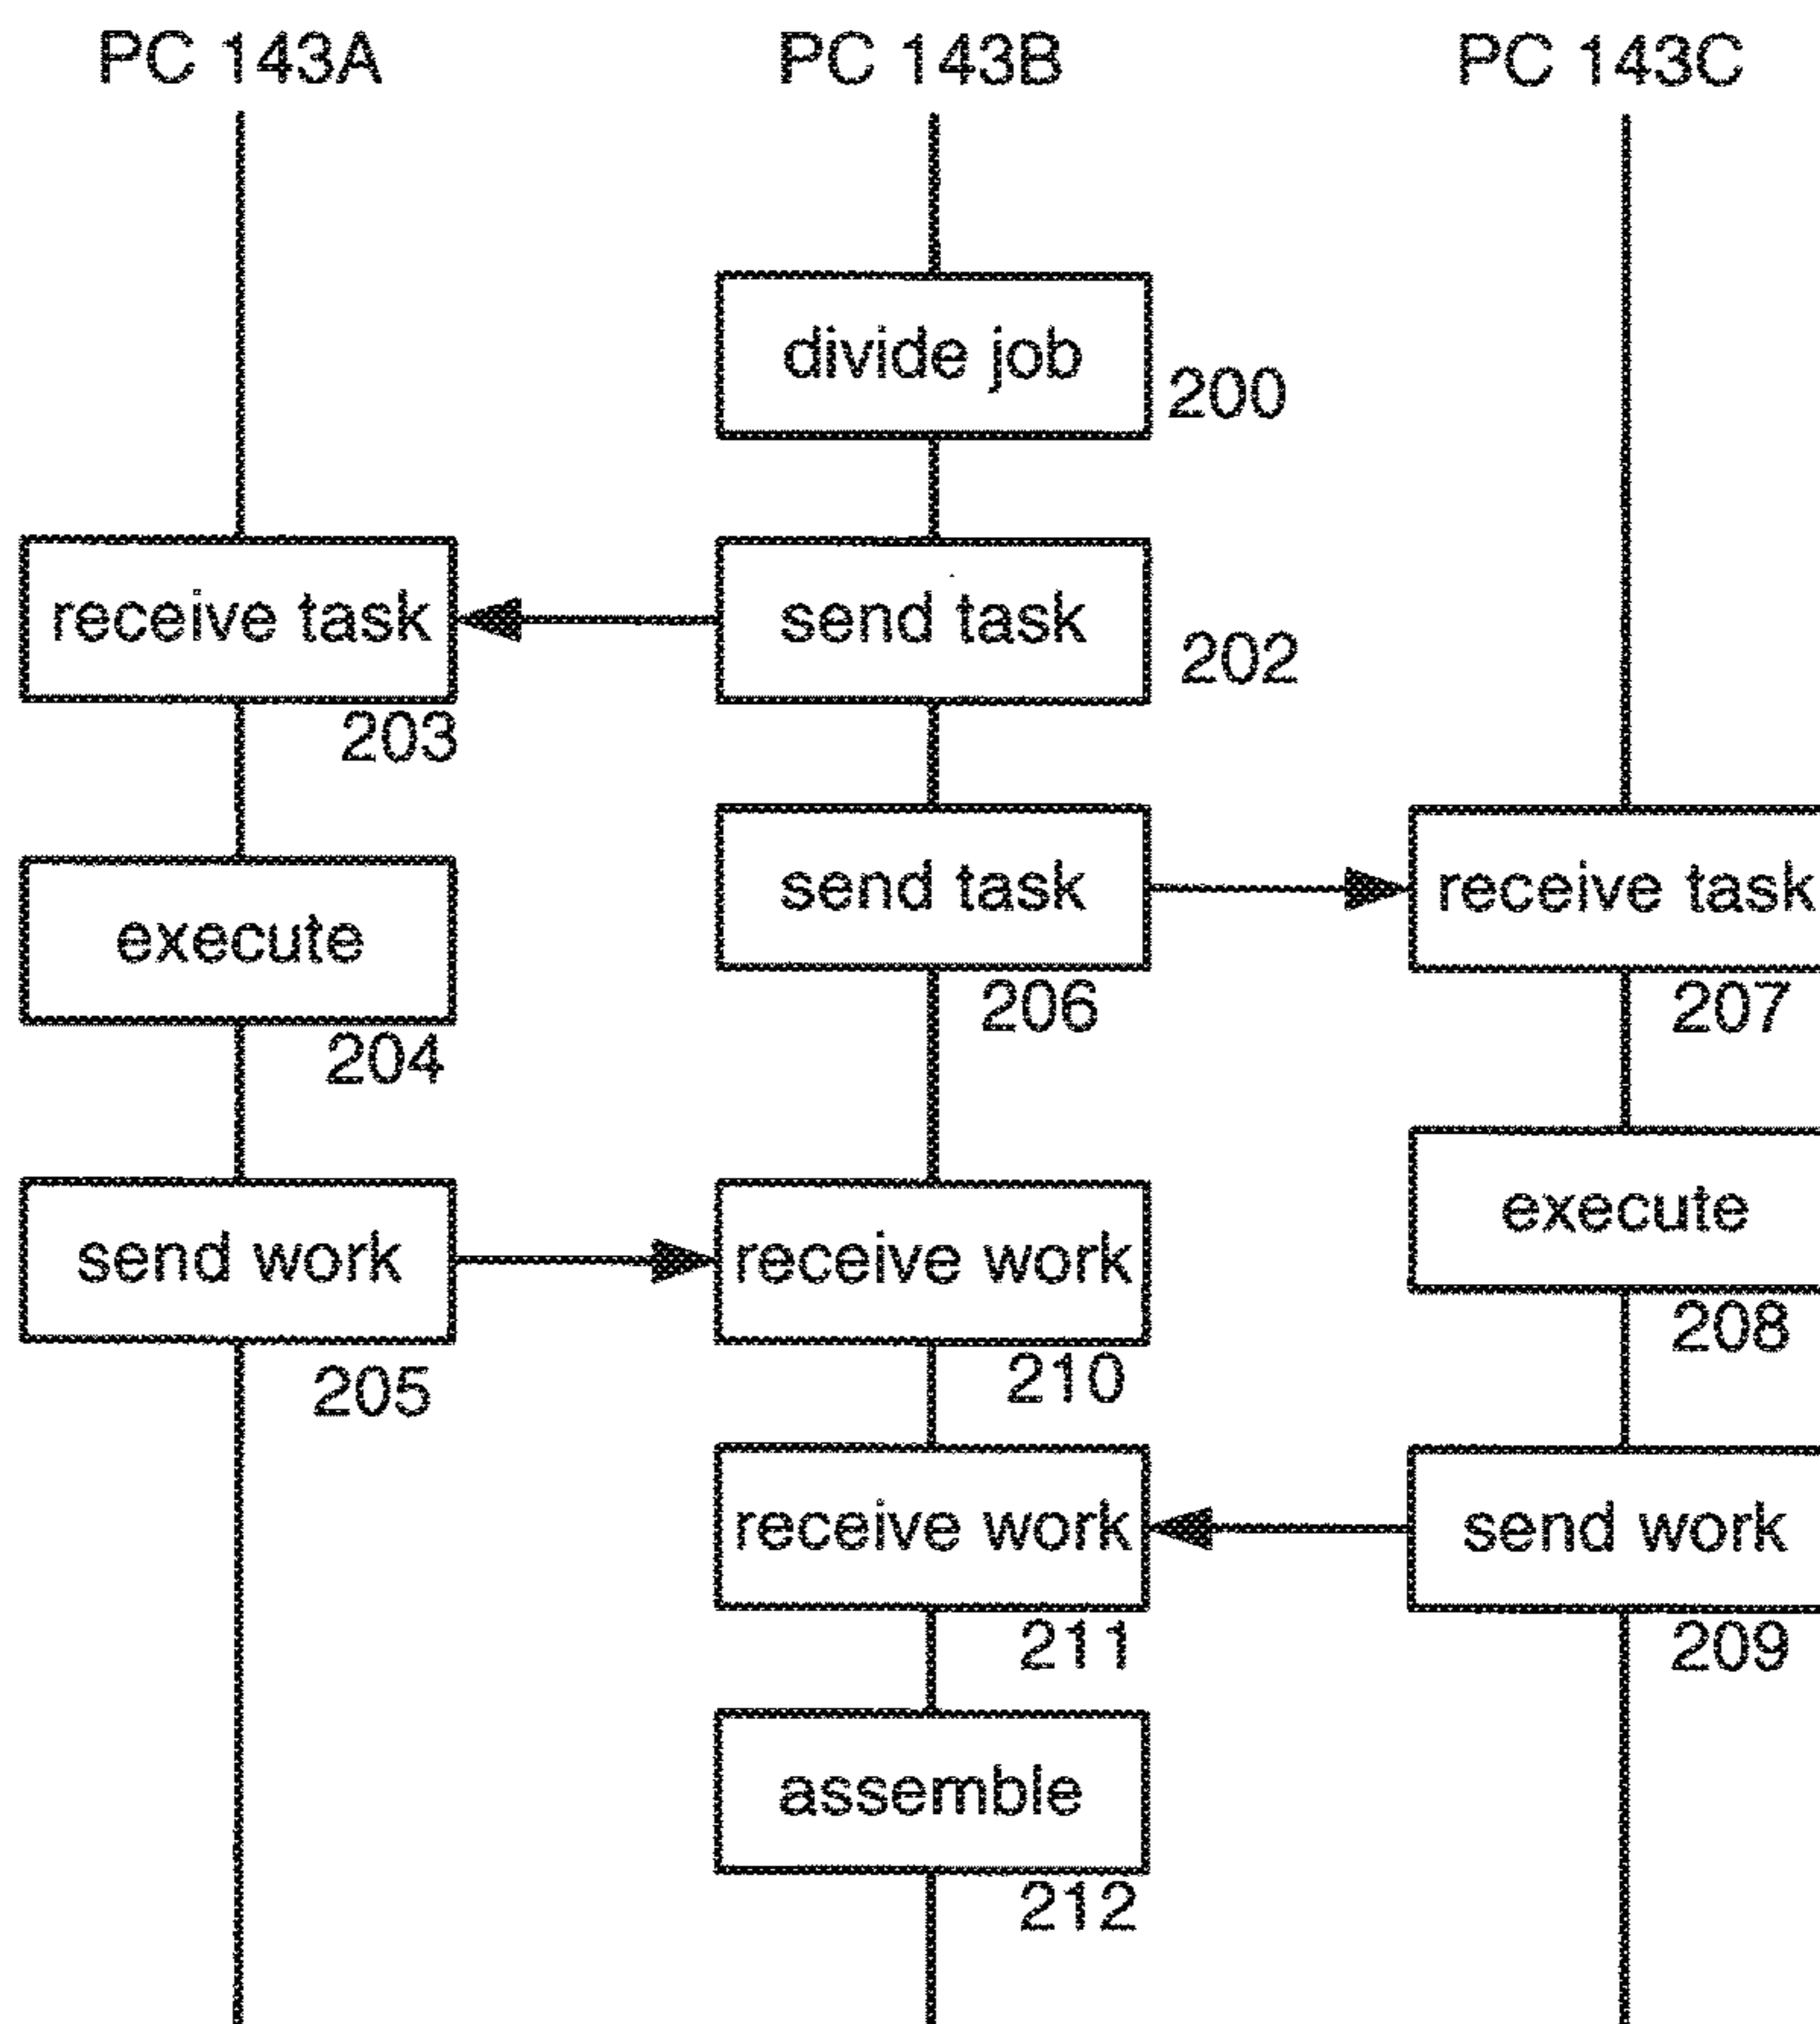 PC 143A PC 143B PC 143C
divide job
200
receive task send task
202
203
send task receive task
execute
206 207
204
execute
send work receive work
208
205 210
receive work send work
211 209
assemble
212